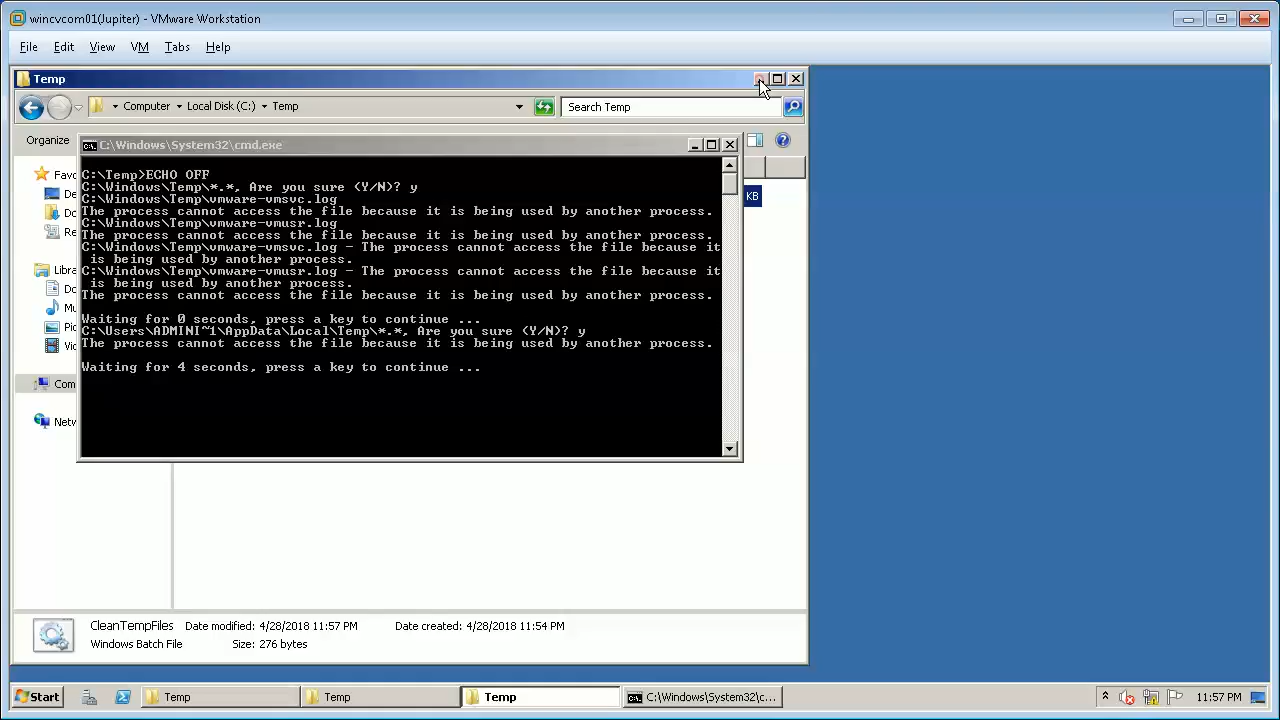 wincvcom01(Jupiter) - VMware Workstation
File Edit View VM Tabs Help
Temp
Computer Local Disk (C:) Temp
Search Temp
Organize
C:\Windows\System32\cmd.exe
C:\Temp>ECHO OFF
C:\Windows\Temp\*.*, Are you sure (Y/N)? y
C:\Windows\Temp\vmware-vmsvc.log
The process cannot access the file because it is being used by another process.
C:\Windows\Temp\vmware-vmusr.log
The process cannot access the file because it is being used by another process.
C:\Windows\Temp\vmware-vmsvc.log - The process cannot access the file because it
is being used by another process.
C:\Windows\Temp\vmware-vmusr.log - The process cannot access the file because it
is being used by another process.
The process cannot access the file because it is being used by another process.
Waiting for 0 seconds, press a key to continue ...
C:\Users\ADMINI~1\AppData\Local\Temp\*.*, Are you sure (Y/N)? y
The process cannot access the file because it is being used by another process.
Waiting for 4 seconds, press a key to continue ...
Favo
De
Do
Re
Libra
Do
Mu
Pic
Vic
Com
Netw
KB
CleanTempFiles Date modified: 4/28/2018 11:57 PM Date created: 4/28/2018 11:54 PM
Windows Batch File Size: 276 bytes
Start Temp Temp Temp C:\Windows\System32\c... 11:57 PM